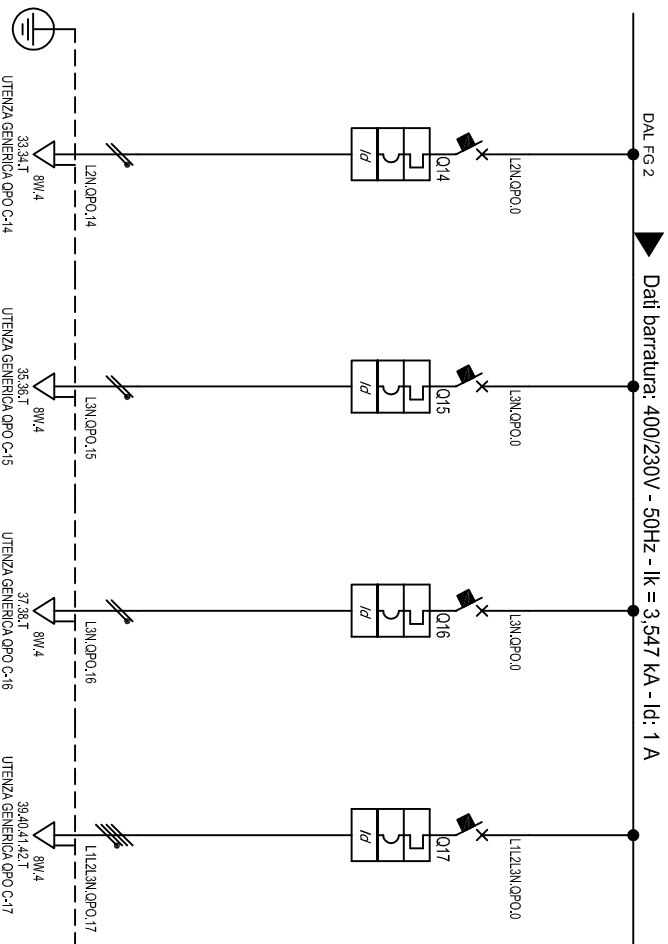 DAL FG 2
Dati barratura: 400/230V - 50Hz - Ik = 3,547 kA - Id: 1 A
L2N.QPO.0
Q14
Id
L2N.QPO.14
8W.4
33.34.T
UTENZA GENERICA QPO C-14
L3N.QPO.0
Q15
Id
L3N.QPO.15
8W.4
35.36.T
UTENZA GENERICA QPO C-15
L3N.QPO.0
Q16
Id
L3N.QPO.16
8W.4
37.38.T
UTENZA GENERICA QPO C-16
L1L2L3N.QPO.0
Q17
Id
L1L2L3N.QPO.17
8W.4
39.40.41.42.T
UTENZA GENERICA QPO C-17